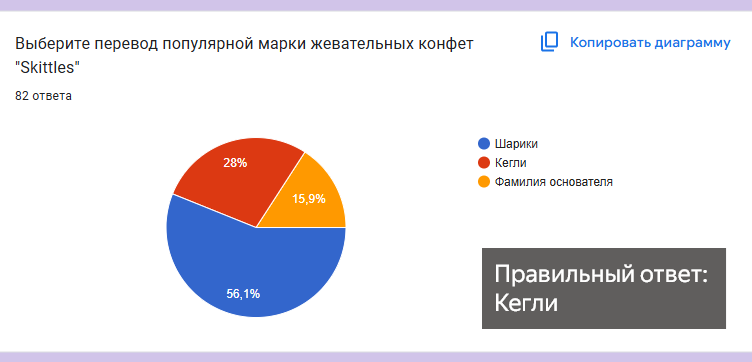 Выберите перевод популярной марки жевательных конфет
"Skittles"
Копировать диаграмму
82 ответа
28%
15,9%
56,1%
Шарики
Кегли
Фамилия основателя
Правильный ответ:
Кегли